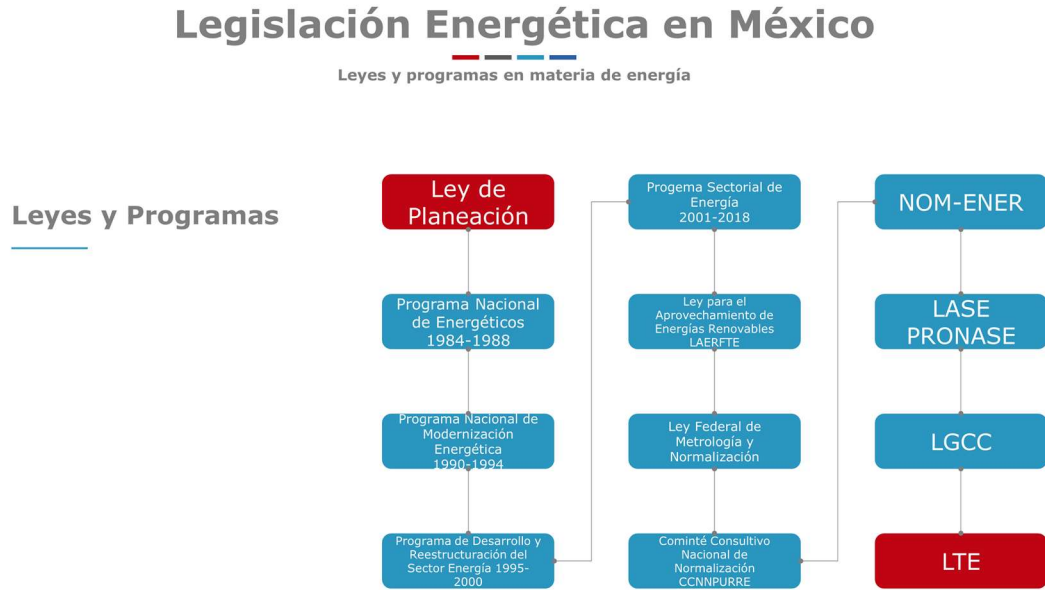 Legislación Energética en México
Leyes y programas en materia de energía
Leyes y Programas
Ley de
Planeación
Programa Nacional
de Energéticos
1984-1988
Programa Nacional de
Modernización
Energética
1990-1994
Programa de Desarrollo y
Reestructuración del
Sector Energía 1995-
2000
Progema Sectorial de
Energía
2001-2018
Ley para el
Aprovechamiento de
Energías Renovables
LAERFTE
Ley Federal de
Metrología y
Normalización
Cominté Consultivo
Nacional de
Normalización
CCNNPURRE
NOM-ENER
LASE
PRONASE
LGCC
LTE